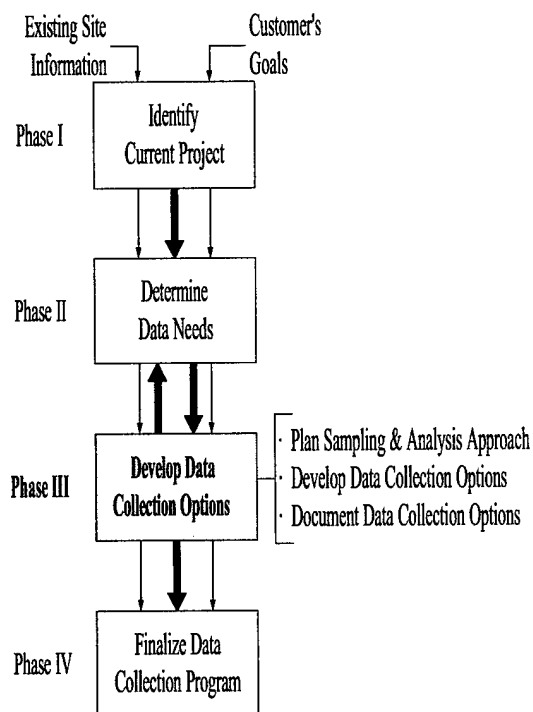 Existing Site
Information
Customer's
Goals
Phase I
Identify
Current Project
Phase II
Determine
Data Needs
Phase III
Develop Data
Collection Options
· Plan Sampling & Analysis Approach
· Develop Data Collection Options
· Document Data Collection Options
Phase IV
Finalize Data
Collection Program